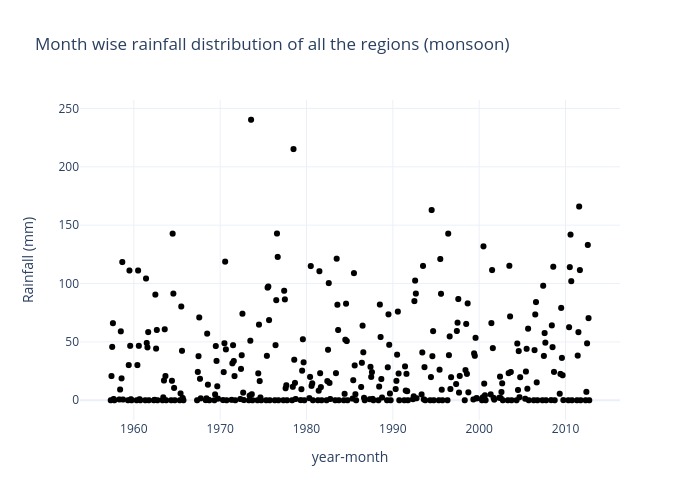 Month wise rainfall distribution of all the regions (monsoon)
250
200
150
100
50
0
Rainfall (mm)
1960 1970 1980 1990 2000 2010
year-month